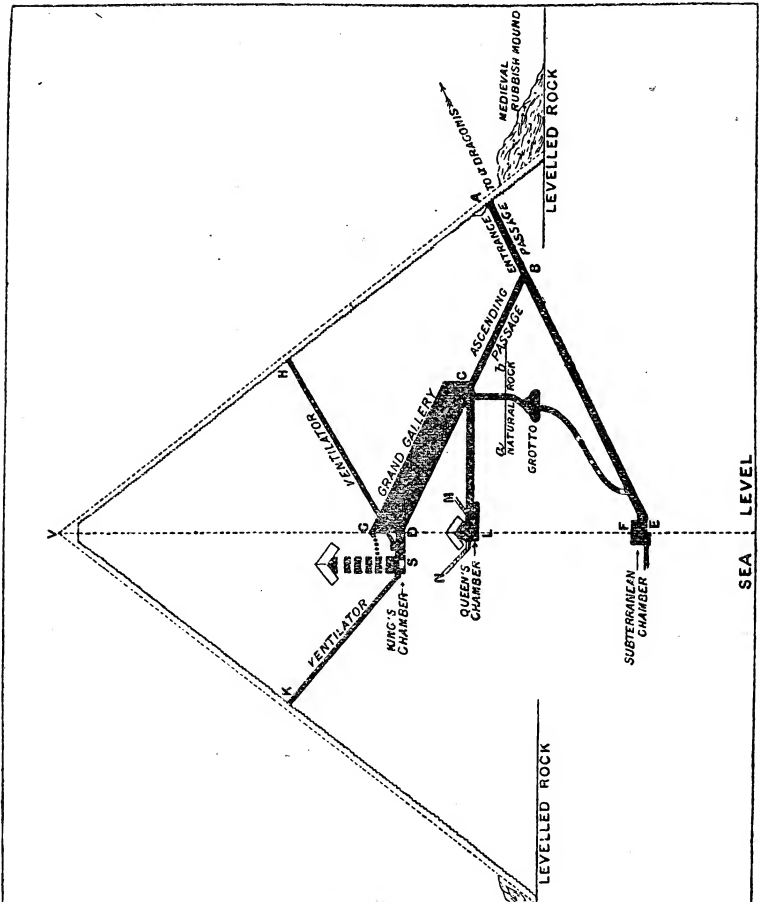 V
H
K
VENTILATOR
VENTILATOR
GRAND GALLERY
G
D
S
KING'S
CHAMBER
C
ASCENDING
PASSAGE
ENTRANCE
PASSAGE
A
TO α DRACONIS
B
MEDIEVAL
RUBBISH MOUND
LEVELLED ROCK
a
b
NATURAL ROCK
GROTTO
M
N
L
QUEEN'S
CHAMBER
F
E
SUBTERRANEAN
CHAMBER
LEVELLED ROCK
SEA LEVEL